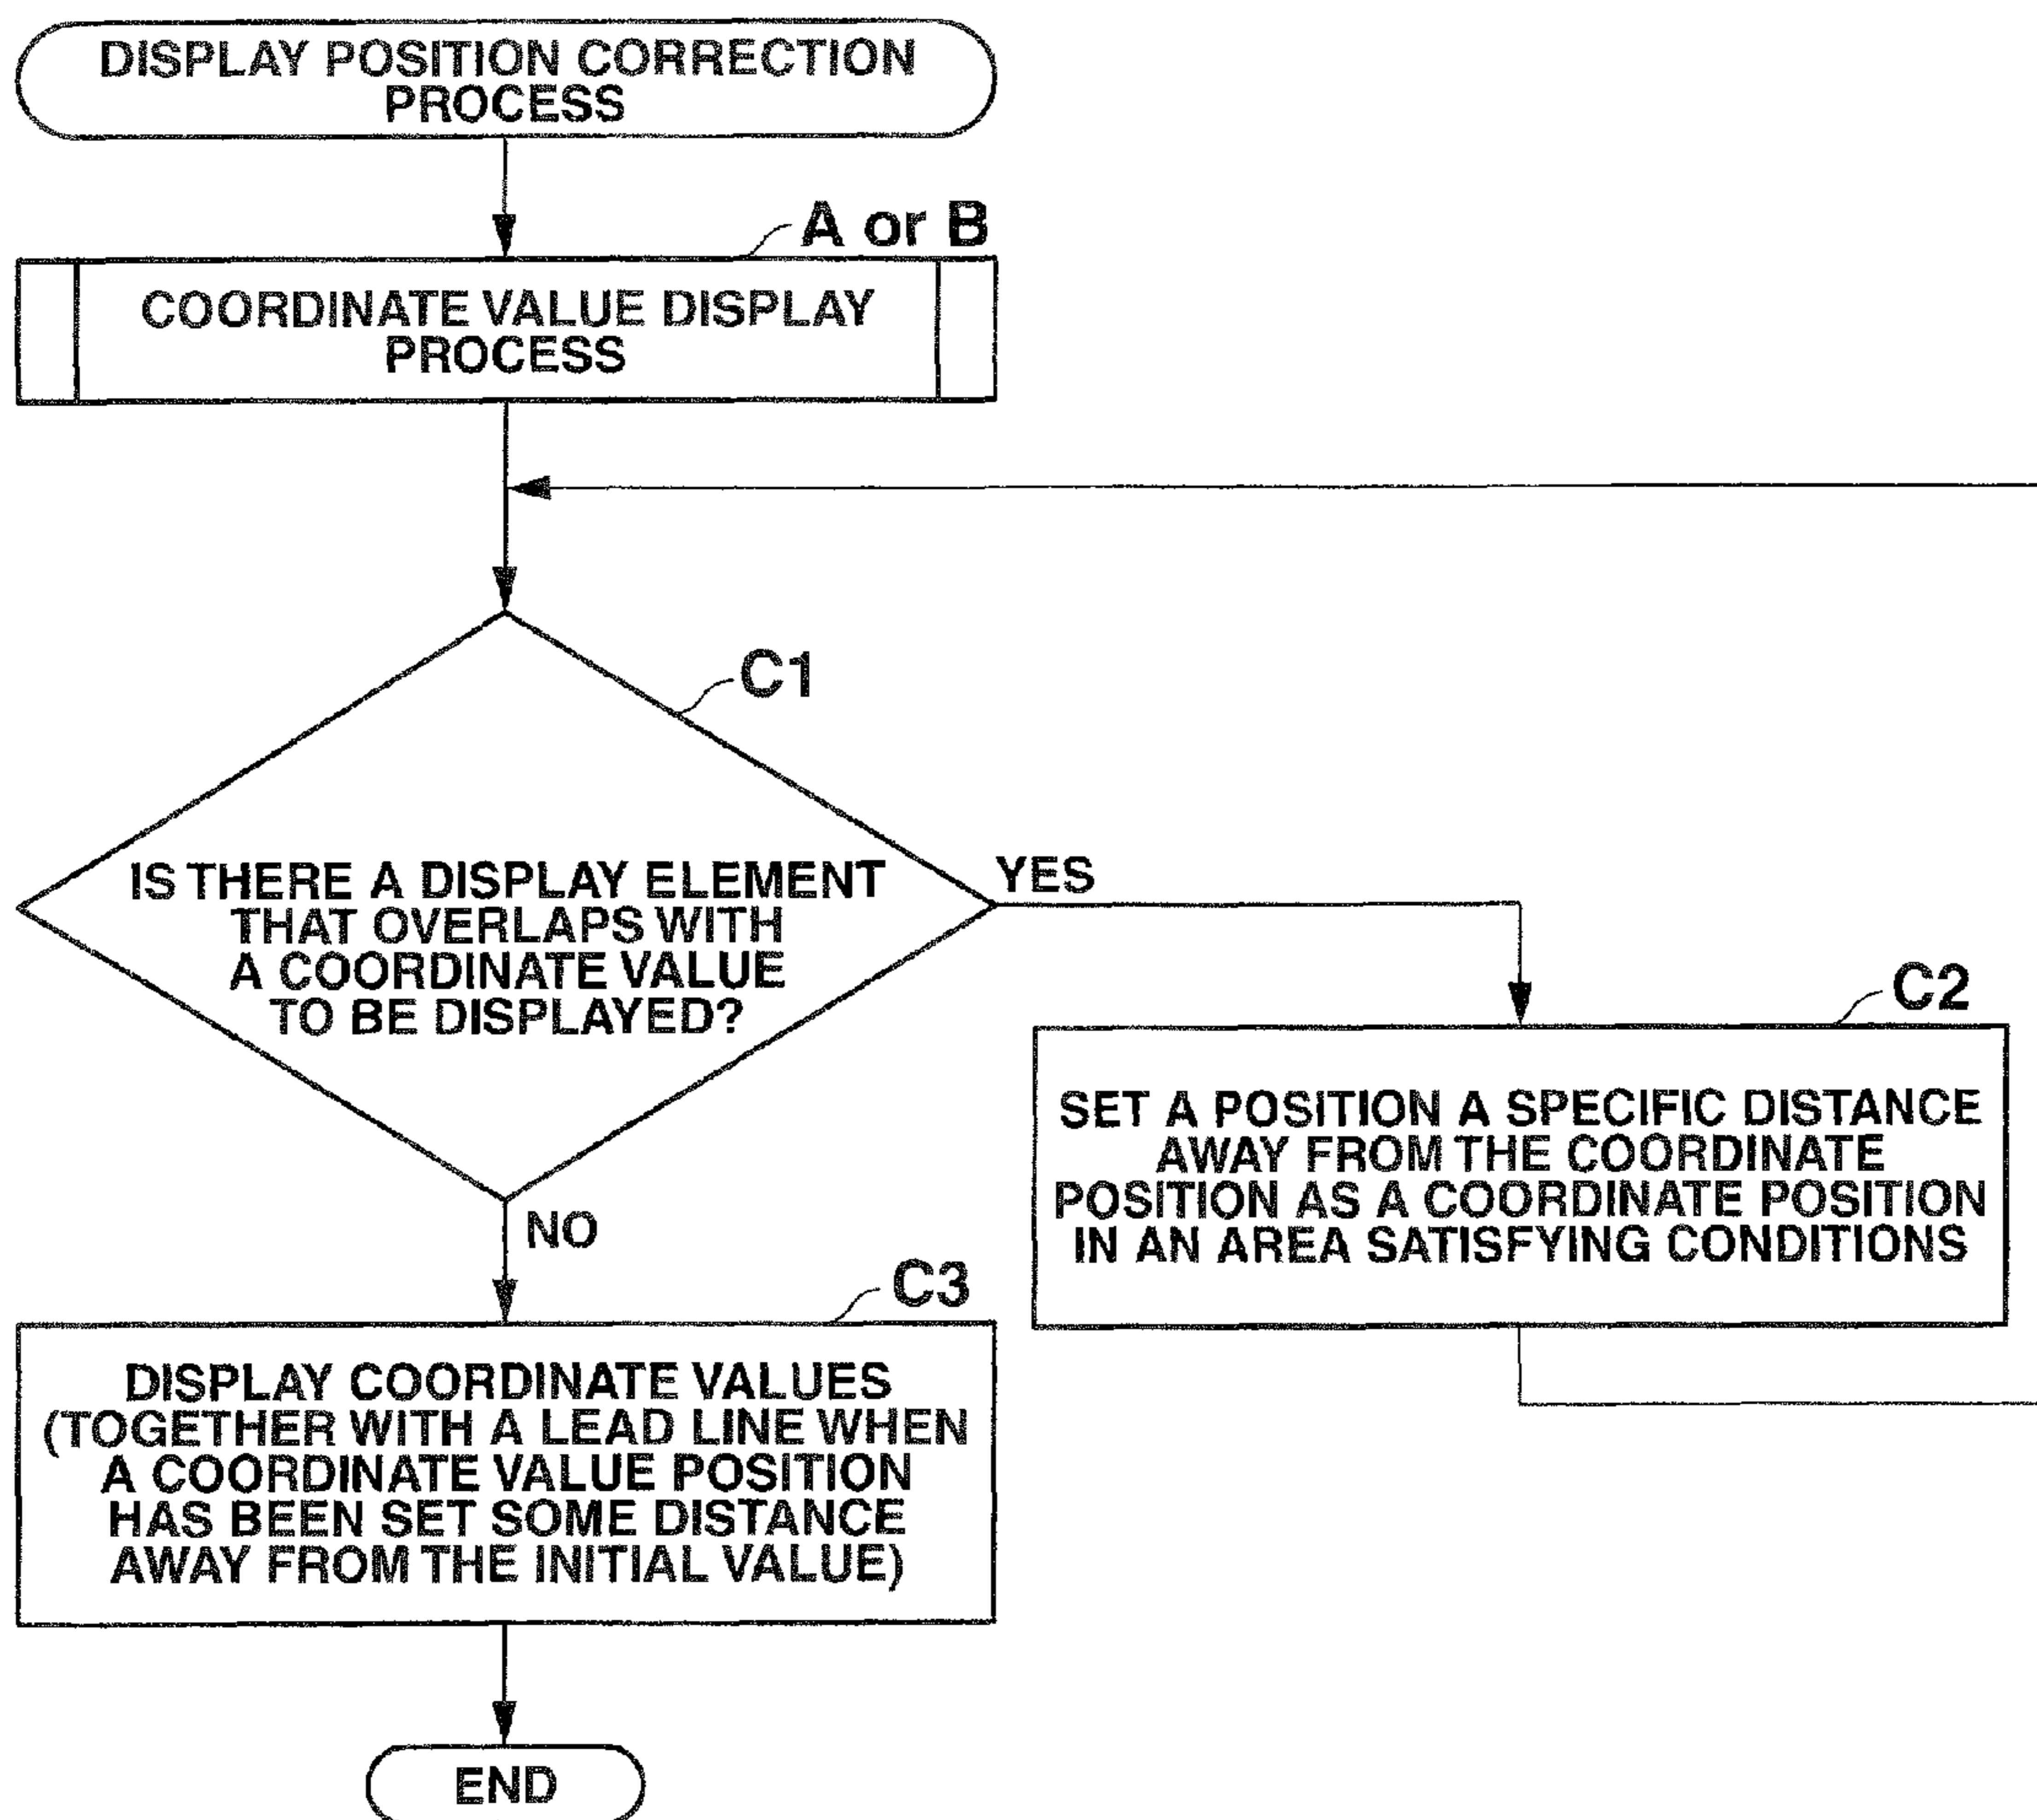 DISPLAY POSITION CORRECTION
PROCESS
A or B
COORDINATE VALUE DISPLAY
PROCESS
C1
IS THERE A DISPLAY ELEMENT
THAT OVERLAPS WITH
A COORDINATE VALUE
TO BE DISPLAYED?
YES
C2
SET A POSITION A SPECIFIC DISTANCE
AWAY FROM THE COORDINATE
POSITION AS A COORDINATE POSITION
IN AN AREA SATISFYING CONDITIONS
NO
C3
DISPLAY COORDINATE VALUES
(TOGETHER WITH A LEAD LINE WHEN
A COORDINATE VALUE POSITION
HAS BEEN SET SOME DISTANCE
AWAY FROM THE INITIAL VALUE)
END